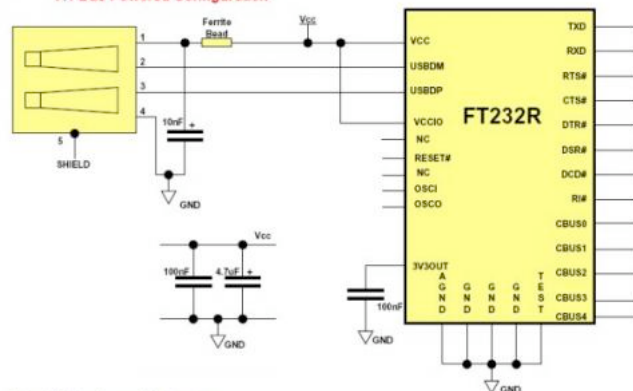 Ferrite
Bead
Vcc
1
2
3
4
5
SHIELD
10nF +
GND
Vcc
100nF
4.7uF +
GND
FT232R
VCC
USBDM
USBDP
VCCIO
NC
RESET#
NC
OSCI
OSCO
3V3OUT
100nF
GND
AGND
GND
GND
GND
TEST
GND
TXD
RXD
RTS#
CTS#
DTR#
DSR#
DCD#
RI#
CBUS0
CBUS1
CBUS2
CBUS3
CBUS4